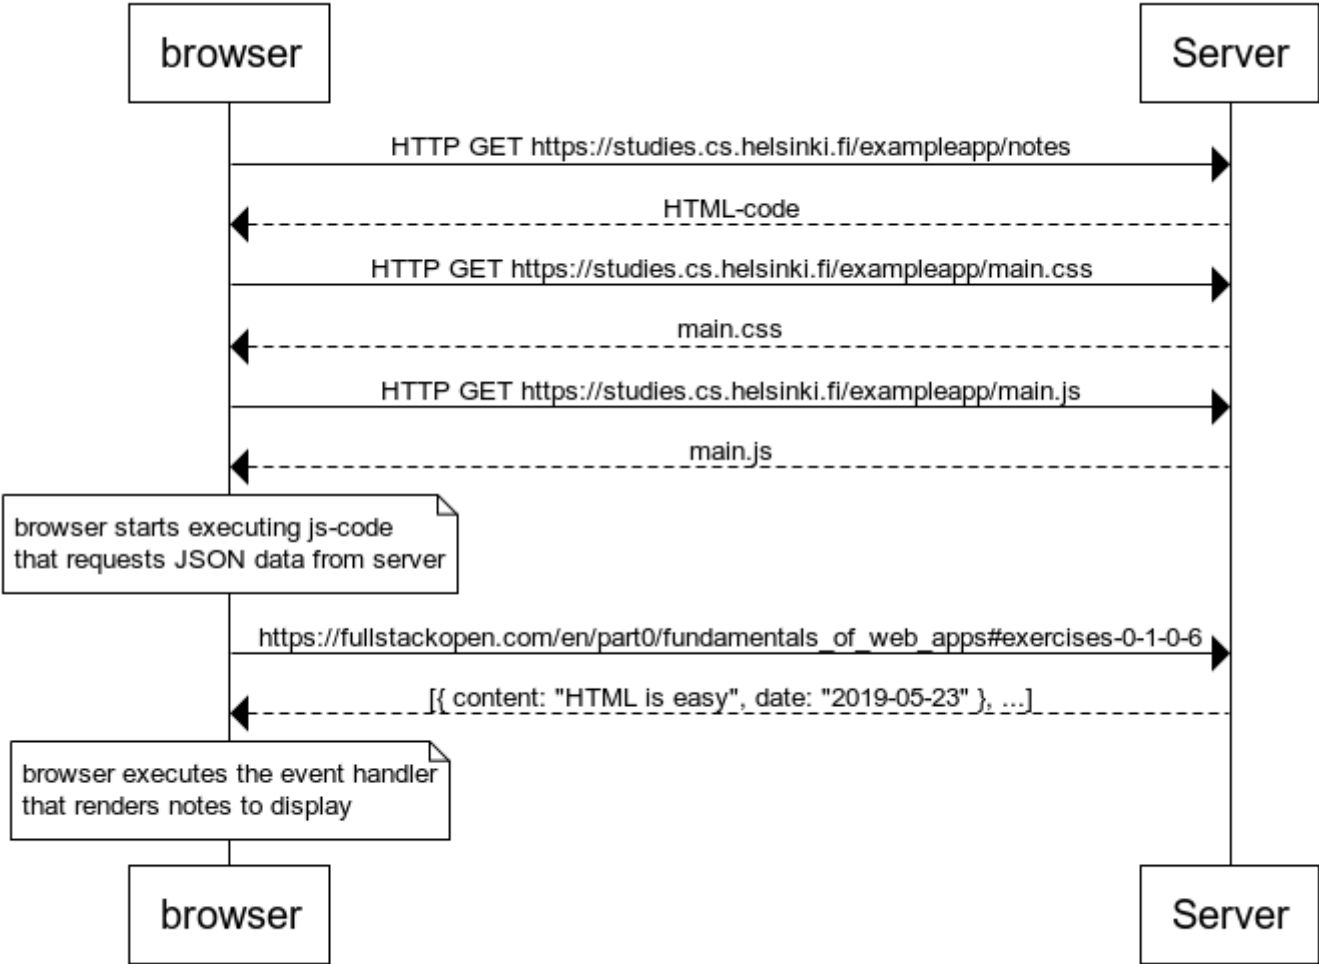 browser
Server
HTTP GET https://studies.cs.helsinki.fi/exampleapp/notes
HTML-code
HTTP GET https://studies.cs.helsinki.fi/exampleapp/main.css
main.css
HTTP GET https://studies.cs.helsinki.fi/exampleapp/main.js
main.js
browser starts executing js-code
that requests JSON data from server
https://fullstackopen.com/en/part0/fundamentals_of_web_apps#exercises-0-1-0-6
[{ content: "HTML is easy", date: "2019-05-23" }, ...]
browser executes the event handler
that renders notes to display
browser
Server